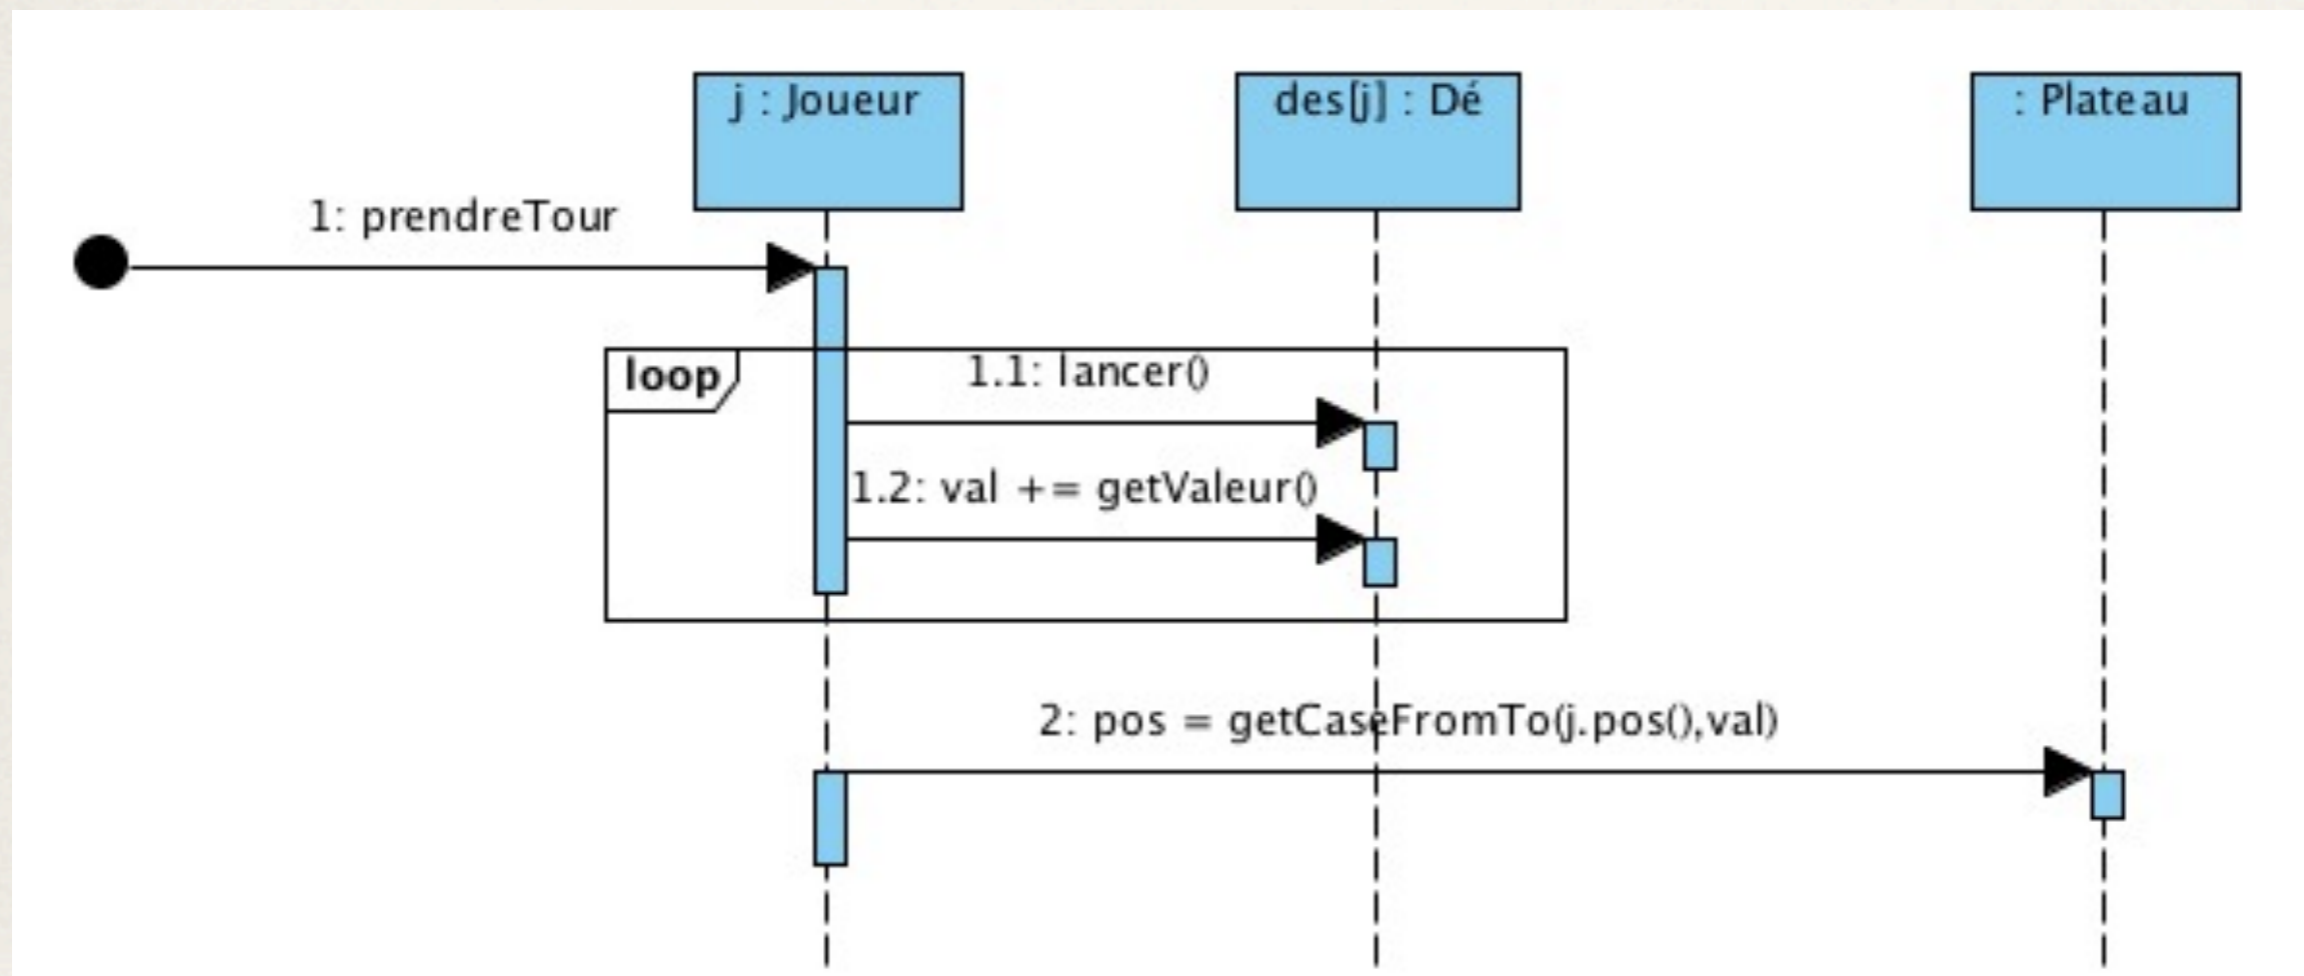 j : Joueur
des[j] : Dé
: Plateau
1: prendreTour
loop
1.1: lancer()
1.2: val += getValeur()
2: pos = getCaseFromTo(j.pos(),val)